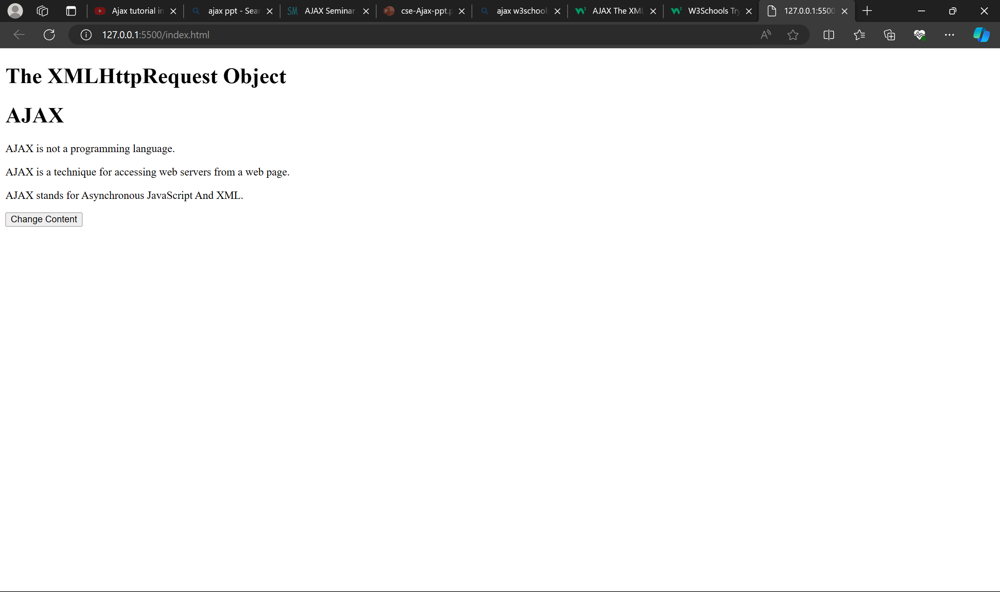 Ajax tutorial in
ajax ppt - Sear
SM AJAX Seminar
cse-Ajax-ppt.p
ajax w3school
AJAX The XML
W3Schools Try
127.0.0.1:5500
127.0.0.1:5500/index.html
The XMLHttpRequest Object
AJAX
AJAX is not a programming language.
AJAX is a technique for accessing web servers from a web page.
AJAX stands for Asynchronous JavaScript And XML.
Change Content